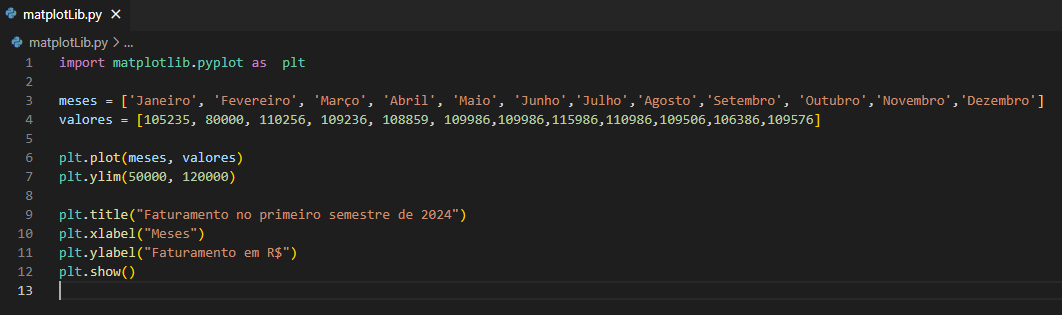 matplotLib.py ×
matplotLib.py > ...
1 import matplotlib.pyplot as  plt
2
3 meses = ['Janeiro', 'Fevereiro', 'Março', 'Abril', 'Maio', 'Junho','Julho','Agosto','Setembro', 'Outubro','Novembro','Dezembro']
4 valores = [105235, 80000, 110256, 109236, 108859, 109986,109986,115986,110986,109506,106386,109576]
5
6 plt.plot(meses, valores)
7 plt.ylim(50000, 120000)
8
9 plt.title("Faturamento no primeiro semestre de 2024")
10 plt.xlabel("Meses")
11 plt.ylabel("Faturamento em R$")
12 plt.show()
13